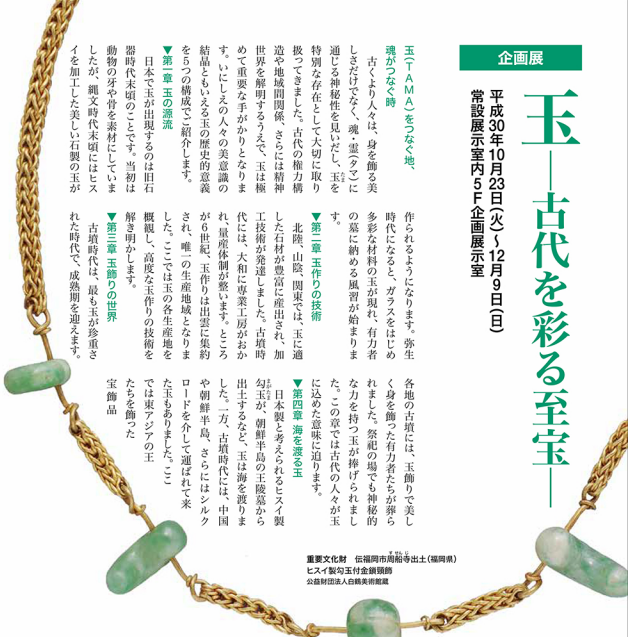 企画展
玉―古代を彩る至宝―
平成30年10月23日(火)～12月9日(日)
常設展示室内5F企画展示室
玉(TAMA)をつなぐ地、
魂がつなぐ時
古くより人々は、身を飾る美
しさだけでなく、魂・霊(タマ)に
通じる神秘性を見いだし、玉を
特別な存在として大切に取り
扱ってきました。古代の権力構
造や地域間関係、さらには精神
世界を解明するうえで、玉は極
めて重要な手がかりとなりま
す。いにしえの人々の美意識の
結晶ともいえる玉の歴史的意義
を5つの構成でご紹介します。
▼第一章 玉の源流
日本で玉が出現するのは旧石
器時代末頃のことです。当初は
動物の牙や骨を素材にしていま
したが、縄文時代末頃にはヒス
イを加工した美しい石製の玉が
作られるようになります。弥生
時代になると、ガラスをはじめ
多彩な材料の玉が現れ、有力者
の墓に納める風習が始まりま
す。
▼第二章 玉作りの技術
北陸、山陰、関東では、玉に適
した石材が豊富に産出され、加
工技術が発達しました。古墳時
代には、大和に専業工房がおか
れ、量産体制が整います。ところ
が6世紀、玉作りは出雲に集約
され、唯一の生産地域となりま
した。ここでは玉の各生産地を
概観し、高度な玉作りの技術を
解き明かします。
▼第三章 玉飾りの世界
古墳時代は、最も玉が珍重さ
れた時代で、成熟期を迎えます。
各地の古墳には、玉飾りで美し
く身を飾った有力者たちが葬ら
れました。祭祀の場でも神秘的
な力を持つ玉が捧げられまし
た。この章では古代の人々が玉
に込めた意味に迫ります。
▼第四章 海を渡る玉
日本製と考えられるヒスイ製
勾玉が、朝鮮半島の王陵墓から
出土するなど、玉は海を渡りま
した。一方、古墳時代には、中国
や朝鮮半島、さらにはシルク
ロードを介して運ばれて来
た玉もありました。ここ
では東アジアの王
たちを飾った
宝飾品
重要文化財 伝福岡市周船寺出土(福岡県)
ヒスイ製勾玉付金鎖頸飾
公益財団法人白鶴美術館蔵